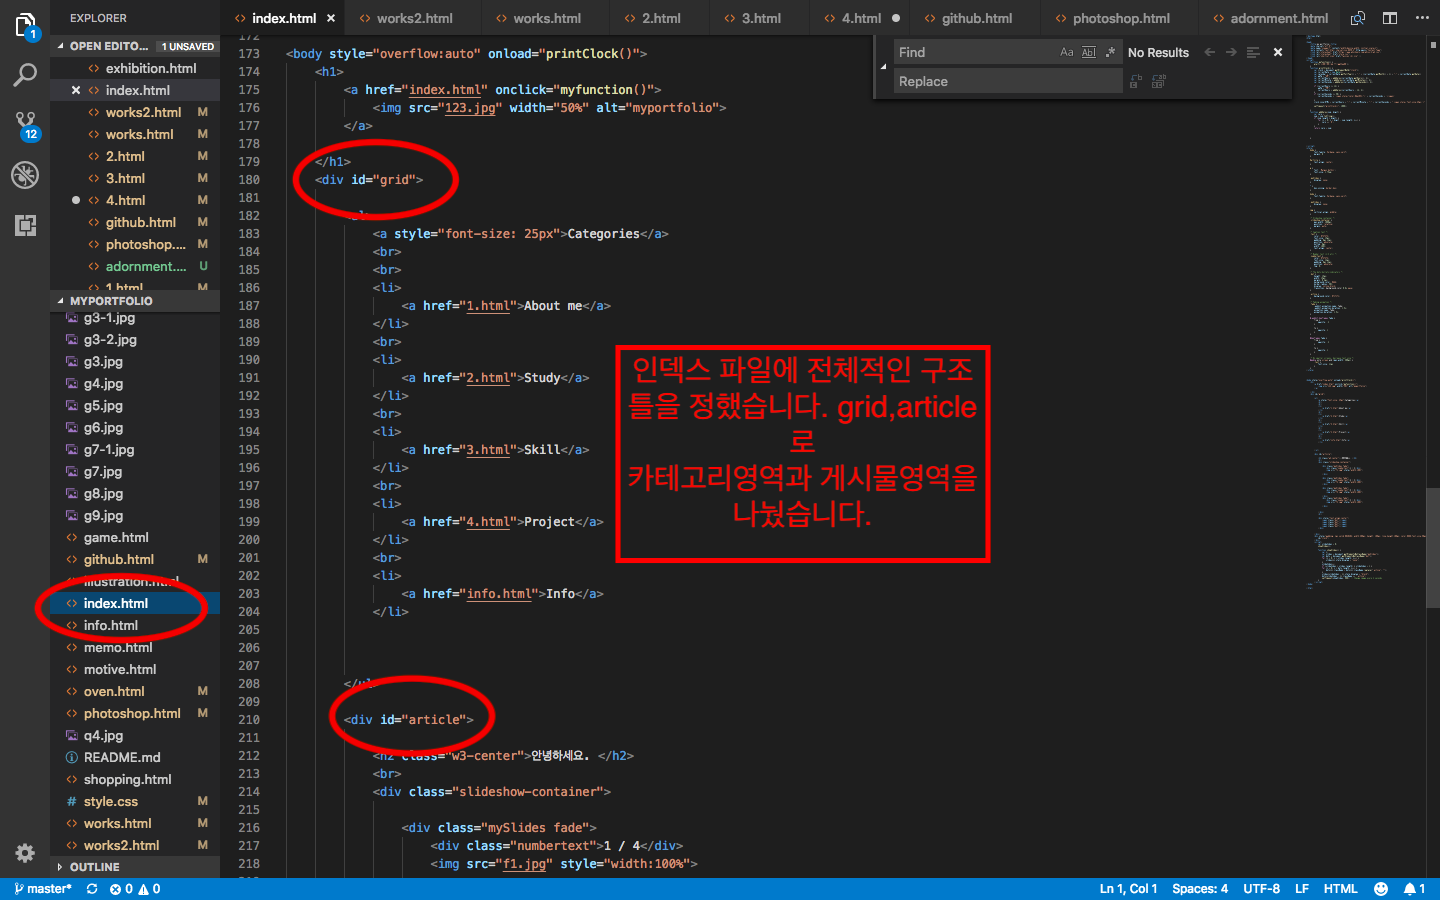 EXPLORER
index.html
works2.html
works.html
2.html
3.html
4.html
github.html
photoshop.html
adornment.html
1
OPEN EDITO... 1 UNSAVED
exhibition.html
index.html
works2.html M
works.html M
2.html M
3.html M
4.html M
github.html M
photoshop.... M
adornment.... U
1.html M
12
MYPORTFOLIO
g3-1.jpg
g3-2.jpg
g3.jpg
g4.jpg
g5.jpg
g6.jpg
g7-1.jpg
g7.jpg
g8.jpg
g9.jpg
game.html
github.html M
illustration.html
index.html
info.html
memo.html
motive.html
oven.html M
photoshop.html M
q4.jpg
README.md
shopping.html
style.css M
works.html M
works2.html M
OUTLINE
Find Aa Abl .* No Results
Replace
172
173 <body style="overflow:auto" onload="printClock()">
174 <h1>
175 <a href="index.html" onclick="myfunction()">
176 <img src="123.jpg" width="50%" alt="myportfolio">
177 </a>
178
179 </h1>
180 <div id="grid">
181
182
183 <a style="font-size: 25px">Categories</a>
184 <br>
185 <br>
186 <li>
187 <a href="1.html">About me</a>
188 </li>
189 <br>
190 <li>
191 <a href="2.html">Study</a>
192 </li>
193 <br>
194 <li>
195 <a href="3.html">Skill</a>
196 </li>
197 <br>
198 <li>
199 <a href="4.html">Project</a>
200 </li>
201 <br>
202 <li>
203 <a href="info.html">Info</a>
204 </li>
205
206
207
208 </ul>
209
210 <div id="article">
211
212 <h2 class="w3-center">안녕하세요. </h2>
213 <br>
214 <div class="slideshow-container">
215
216 <div class="mySlides fade">
217 <div class="numbertext">1 / 4</div>
218 <img src="f1.jpg" style="width:100%">
인덱스 파일에 전체적인 구조
틀을 정했습니다. grid,article
로
카테고리영역과 게시물영역을
나눴습니다.
master* 0 0 Ln 1, Col 1 Spaces: 4 UTF-8 LF HTML 1